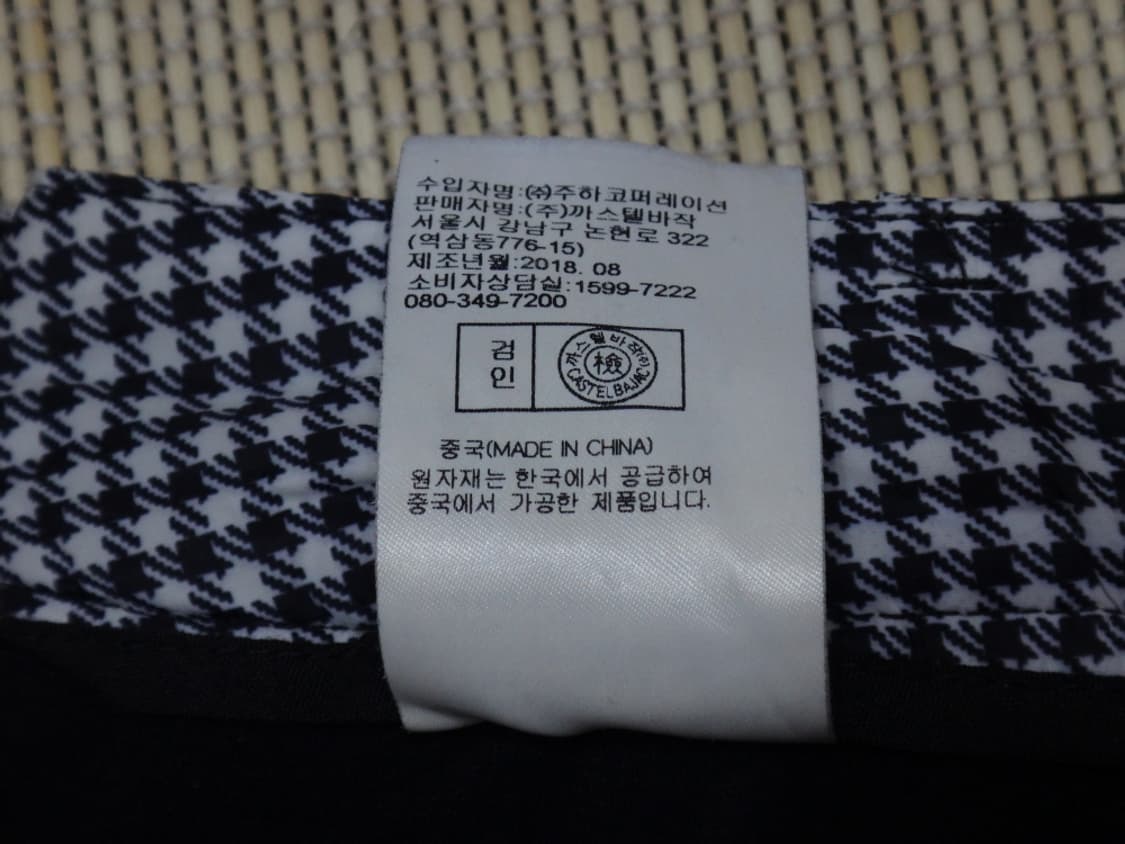 수입자명:㈜주하코퍼레이션
판매자명:(주)까스텔바작
서울시 강남구 논현로 322
(역삼동776-15)
제조년월:2018. 08
소비자상담실:1599-7222
080-349-7200
검
인
까스텔바작(주)
檢
CASTELBAJAC
중국(MADE IN CHINA)
원자재는 한국에서 공급하여
중국에서 가공한 제품입니다.